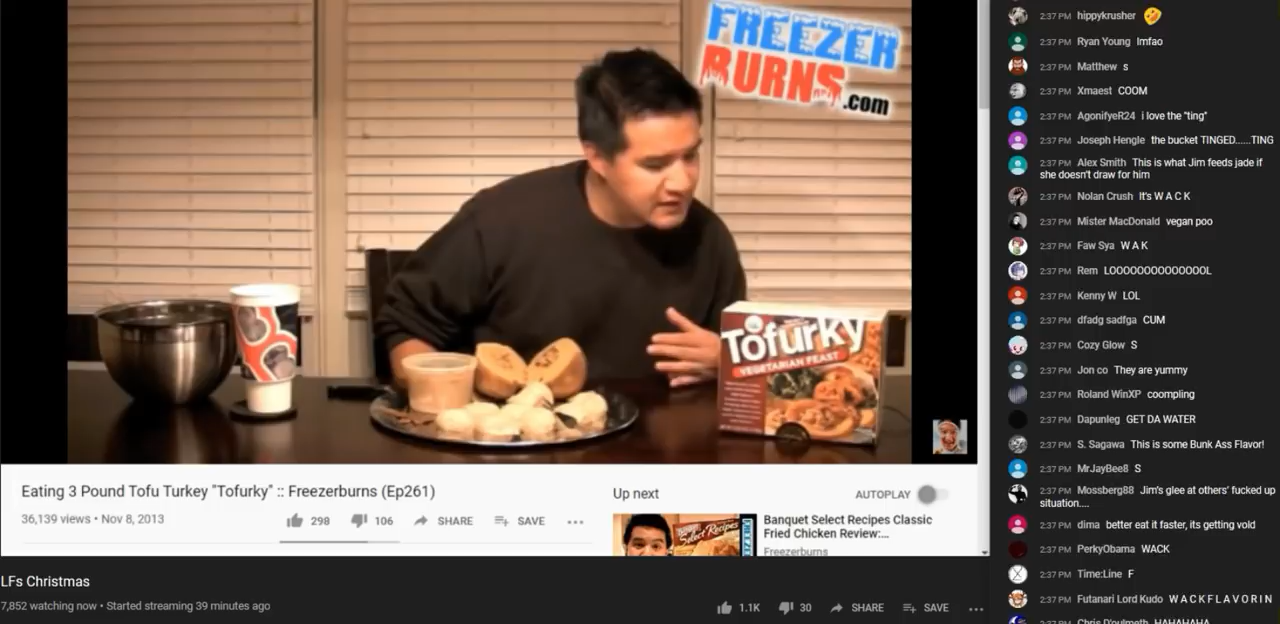 FREEZER
BURNS
.com
Tofurky
VEGETARIAN FEAST
Eating 3 Pound Tofu Turkey "Tofurky" :: Freezerburns (Ep261)
36,139 views • Nov 8, 2013
298
106
SHARE
SAVE
Up next
AUTOPLAY
Select Recipes
Banquet Select Recipes Classic
Fried Chicken Review:...
Freezerburns
LFs Christmas
7,852 watching now • Started streaming 39 minutes ago
1.1K
30
SHARE
SAVE
2:37 PM hippykrusher 🤣
2:37 PM Ryan Young lmfao
2:37 PM Matthew s
2:37 PM Xmaest COOM
2:37 PM AgonifyeR24 i love the "ting"
2:37 PM Joseph Hengle the bucket TINGED......TING
2:37 PM Alex Smith This is what Jim feeds jade if
she doesn't draw for him
2:37 PM Nolan Crush It's W A C K
2:37 PM Mister MacDonald vegan poo
2:37 PM Faw Sya W A K
2:37 PM Rem LOOOOOOOOOOOOOOL
2:37 PM Kenny W LOL
2:37 PM dfadg sadfga CUM
2:37 PM Cozy Glow S
2:37 PM Jon co They are yummy
2:37 PM Roland WinXP coompling
2:37 PM Dapunleg GET DA WATER
2:37 PM S. Sagawa This is some Bunk Ass Flavor!
2:37 PM MrJayBee8 S
2:37 PM Mossberg88 Jim's glee at others' fucked up
situation....
2:37 PM dima better eat it faster, its getting vold
2:37 PM PerkyObama WACK
2:37 PM Time:Line F
2:37 PM Futanari Lord Kudo W A C K F L A V O R I N
2:37 PM Chris D'oulmeth HAHAHAHA